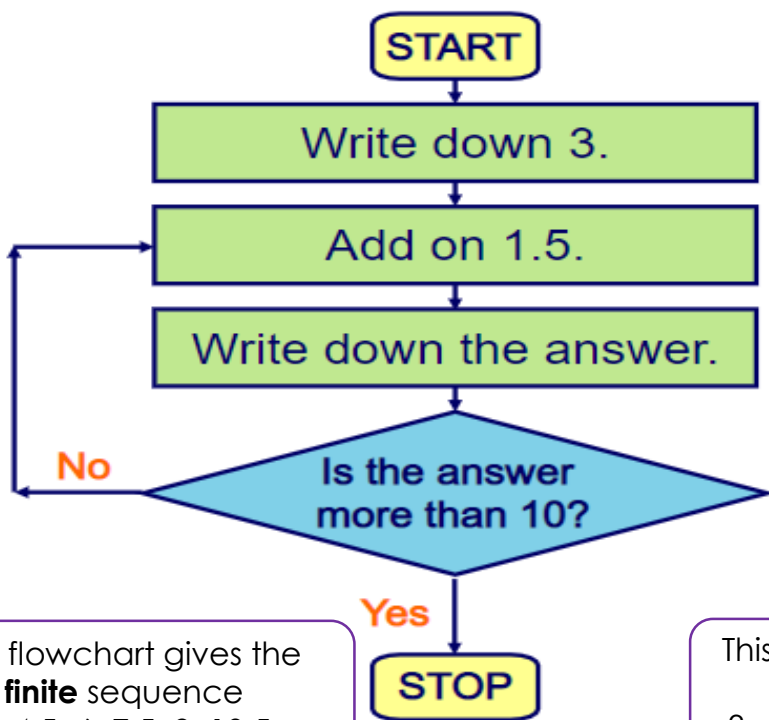 START
Write down 3.
Add on 1.5.
Write down the answer.
No
Is the answer
more than 10?
Yes
STOP
flowchart gives the
finite sequence
This